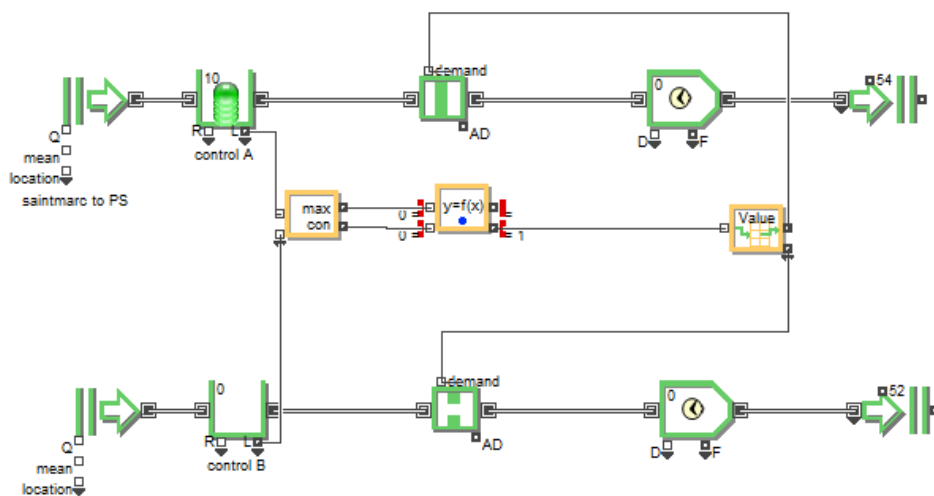 demand
10
0
54
R
L
AD
D
F
Q
control A
mean
location
saintmarc to PS
max
con
0
=
0
=
y=f(x)
=
= 1
Value
demand
0
0
52
R
L
AD
D
F
Q
control B
mean
location